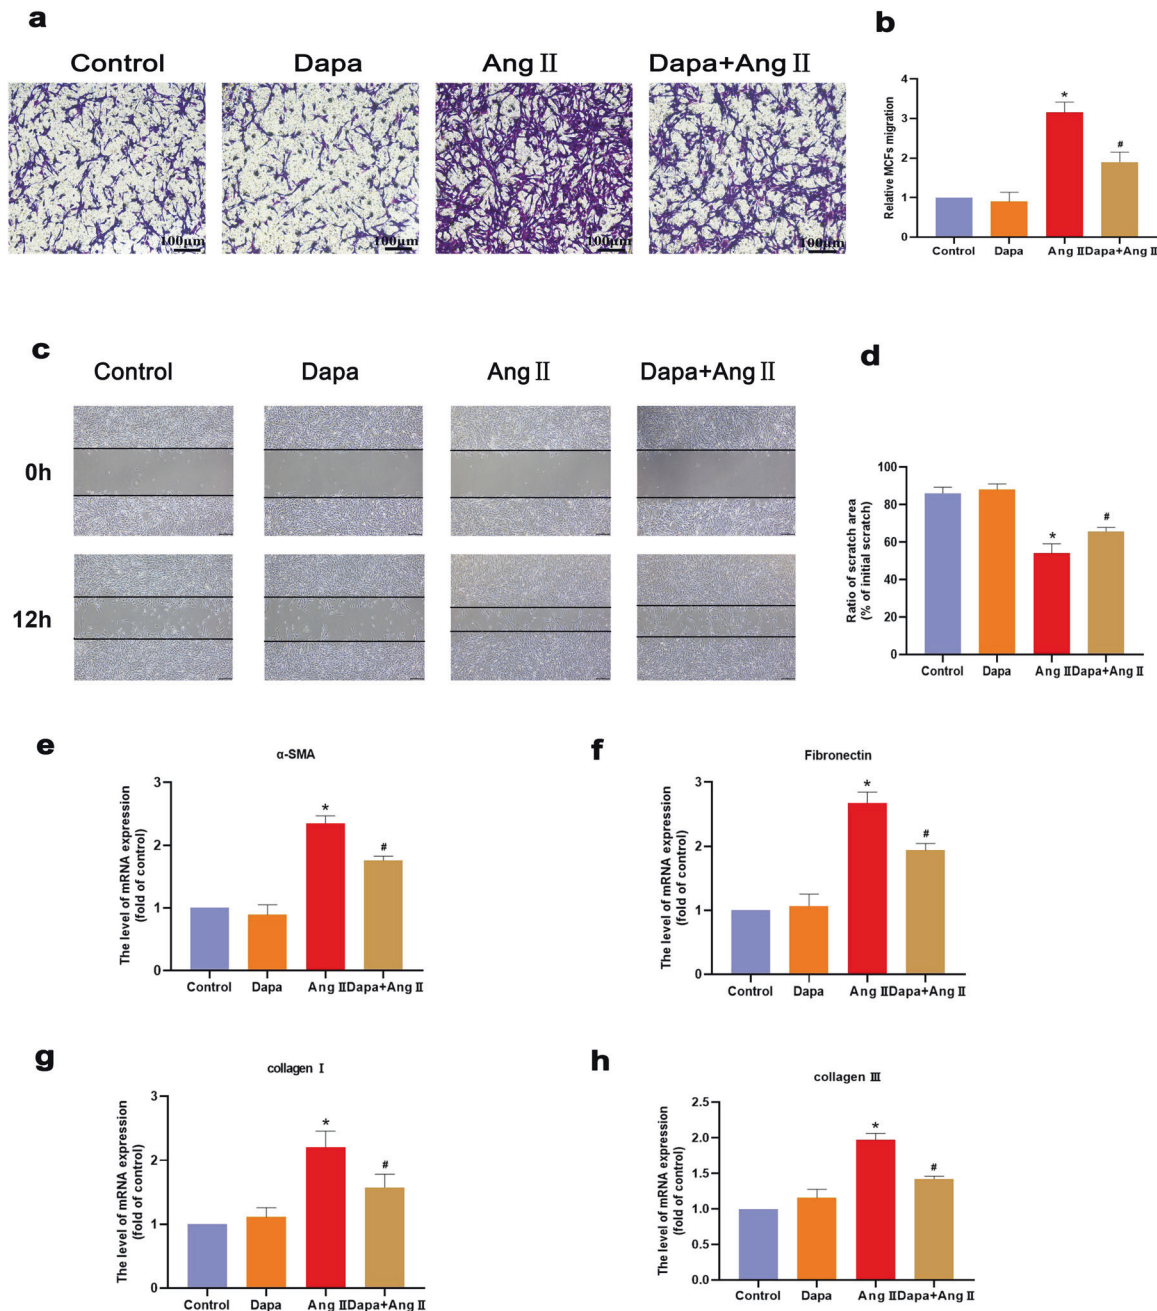 a
Control Dapa Ang Ⅱ Dapa+Ang Ⅱ
100μm 100μm 100μm 100μm
b
Relative MCFs migration
4
3
2
1
0
*
#
Control Dapa Ang Ⅱ Dapa+Ang Ⅱ
c
Control Dapa Ang Ⅱ Dapa+Ang Ⅱ
0h
12h
d
Ratio of scratch area
(% of initial scratch)
100
80
60
40
20
0
*
#
Control Dapa Ang Ⅱ Dapa+Ang Ⅱ
e
α-SMA
The level of mRNA expression
(fold of control)
3
2
1
0
*
#
Control Dapa Ang Ⅱ Dapa+Ang Ⅱ
f
Fibronectin
The level of mRNA expression
(fold of control)
3
2
1
0
*
#
Control Dapa Ang Ⅱ Dapa+Ang Ⅱ
g
collagen Ⅰ
The level of mRNA expression
(fold of control)
3
2
1
0
*
#
Control Dapa Ang Ⅱ Dapa+Ang Ⅱ
h
collagen Ⅲ
The level of mRNA expression
(fold of control)
2.5
2.0
1.5
1.0
0.5
0.0
*
#
Control Dapa Ang Ⅱ Dapa+Ang Ⅱ